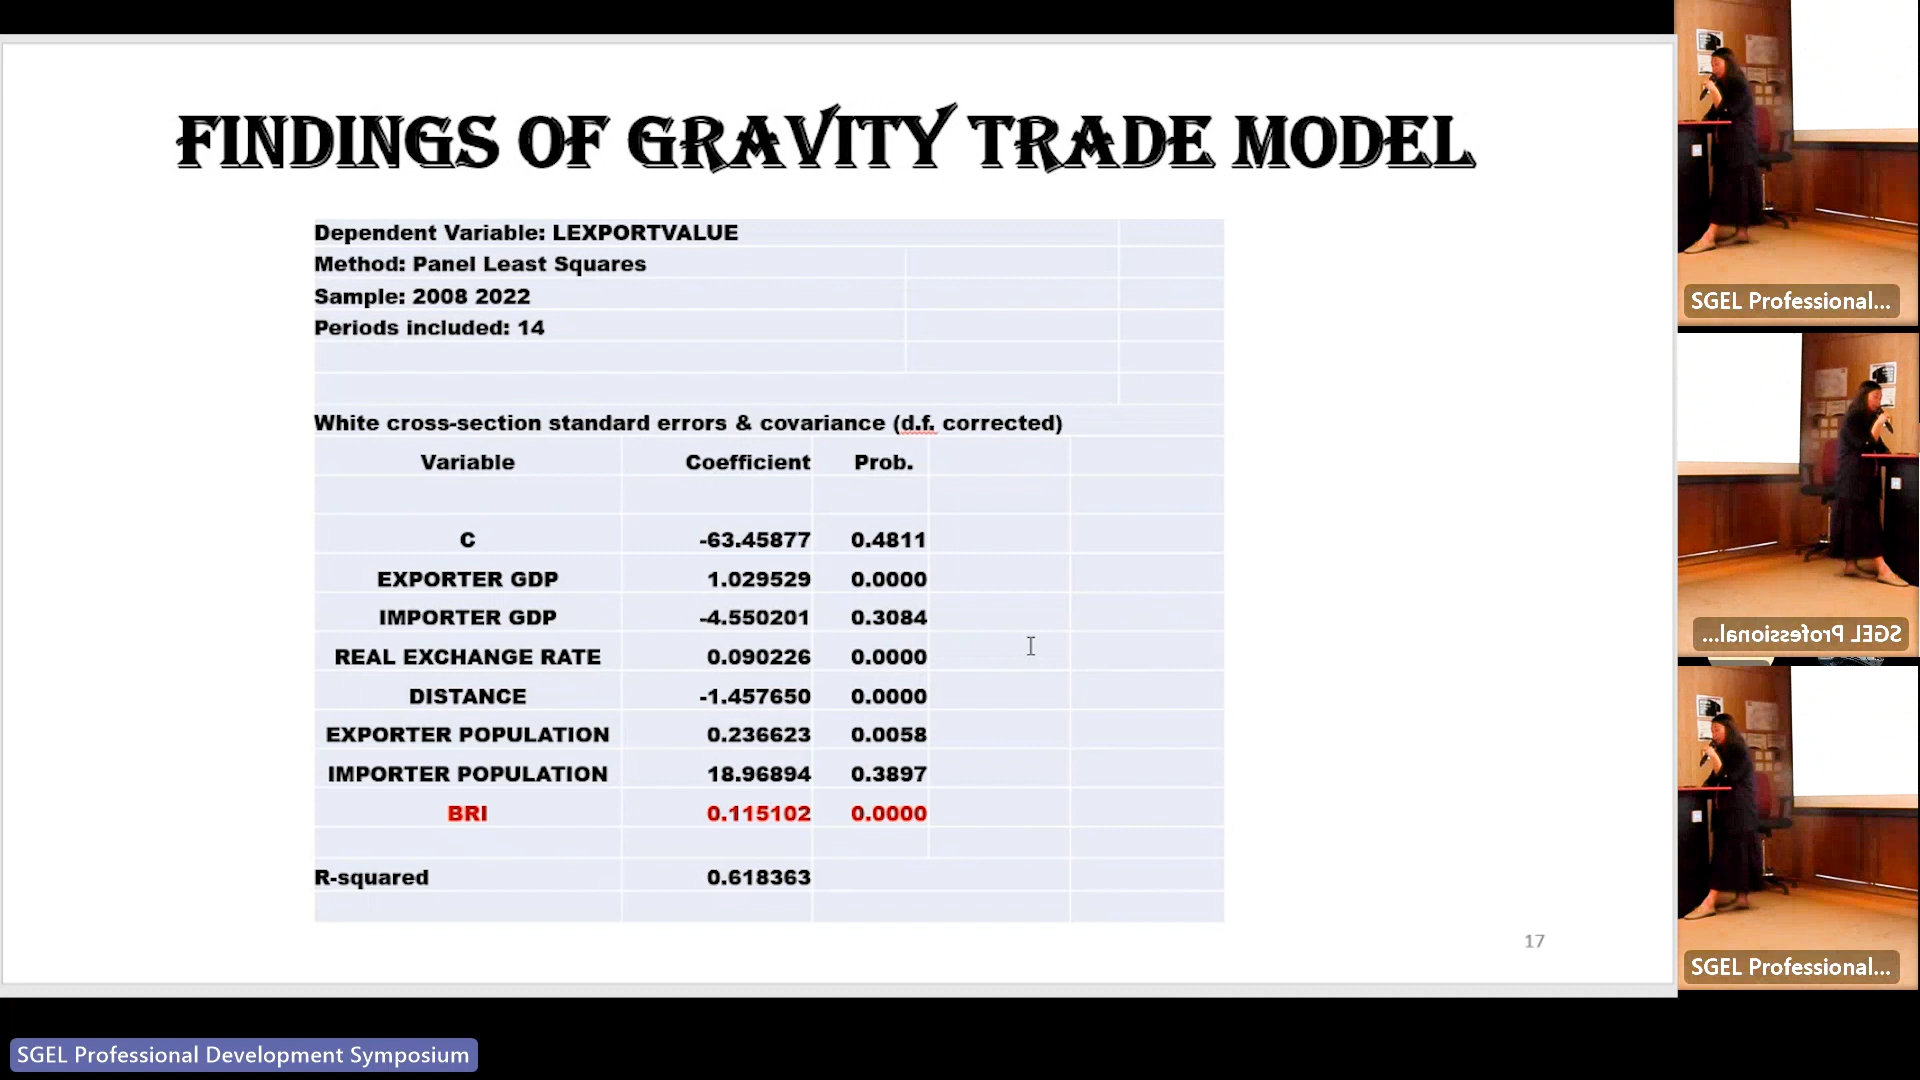 FINDINGS OF GRAVITY TRADE MODEL
Dependent Variable: LEXPORTVALUE
Method: Panel Least Squares
Sample: 2008 2022
Periods included: 14
White cross-section standard errors & covariance (d.f. corrected)
Variable Coefficient Prob.
C -63.45877 0.4811
EXPORTER GDP 1.029529 0.0000
IMPORTER GDP -4.550201 0.3084
REAL EXCHANGE RATE 0.090226 0.0000
DISTANCE -1.457650 0.0000
EXPORTER POPULATION 0.236623 0.0058
IMPORTER POPULATION 18.96894 0.3897
BRI 0.115102 0.0000
R-squared 0.618363
17
SGEL Professional...
SGEL Professional...
SGEL Professional...
SGEL Professional Development Symposium